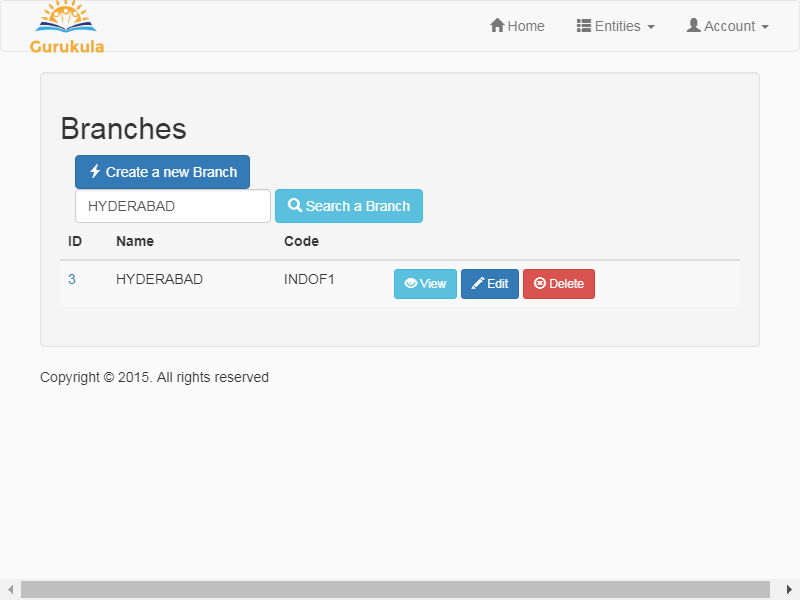 Gurukula
Home Entities Account
Branches
Create a new Branch
HYDERABAD Search a Branch
ID Name Code
3 HYDERABAD INDOF1 View Edit Delete
Copyright © 2015. All rights reserved